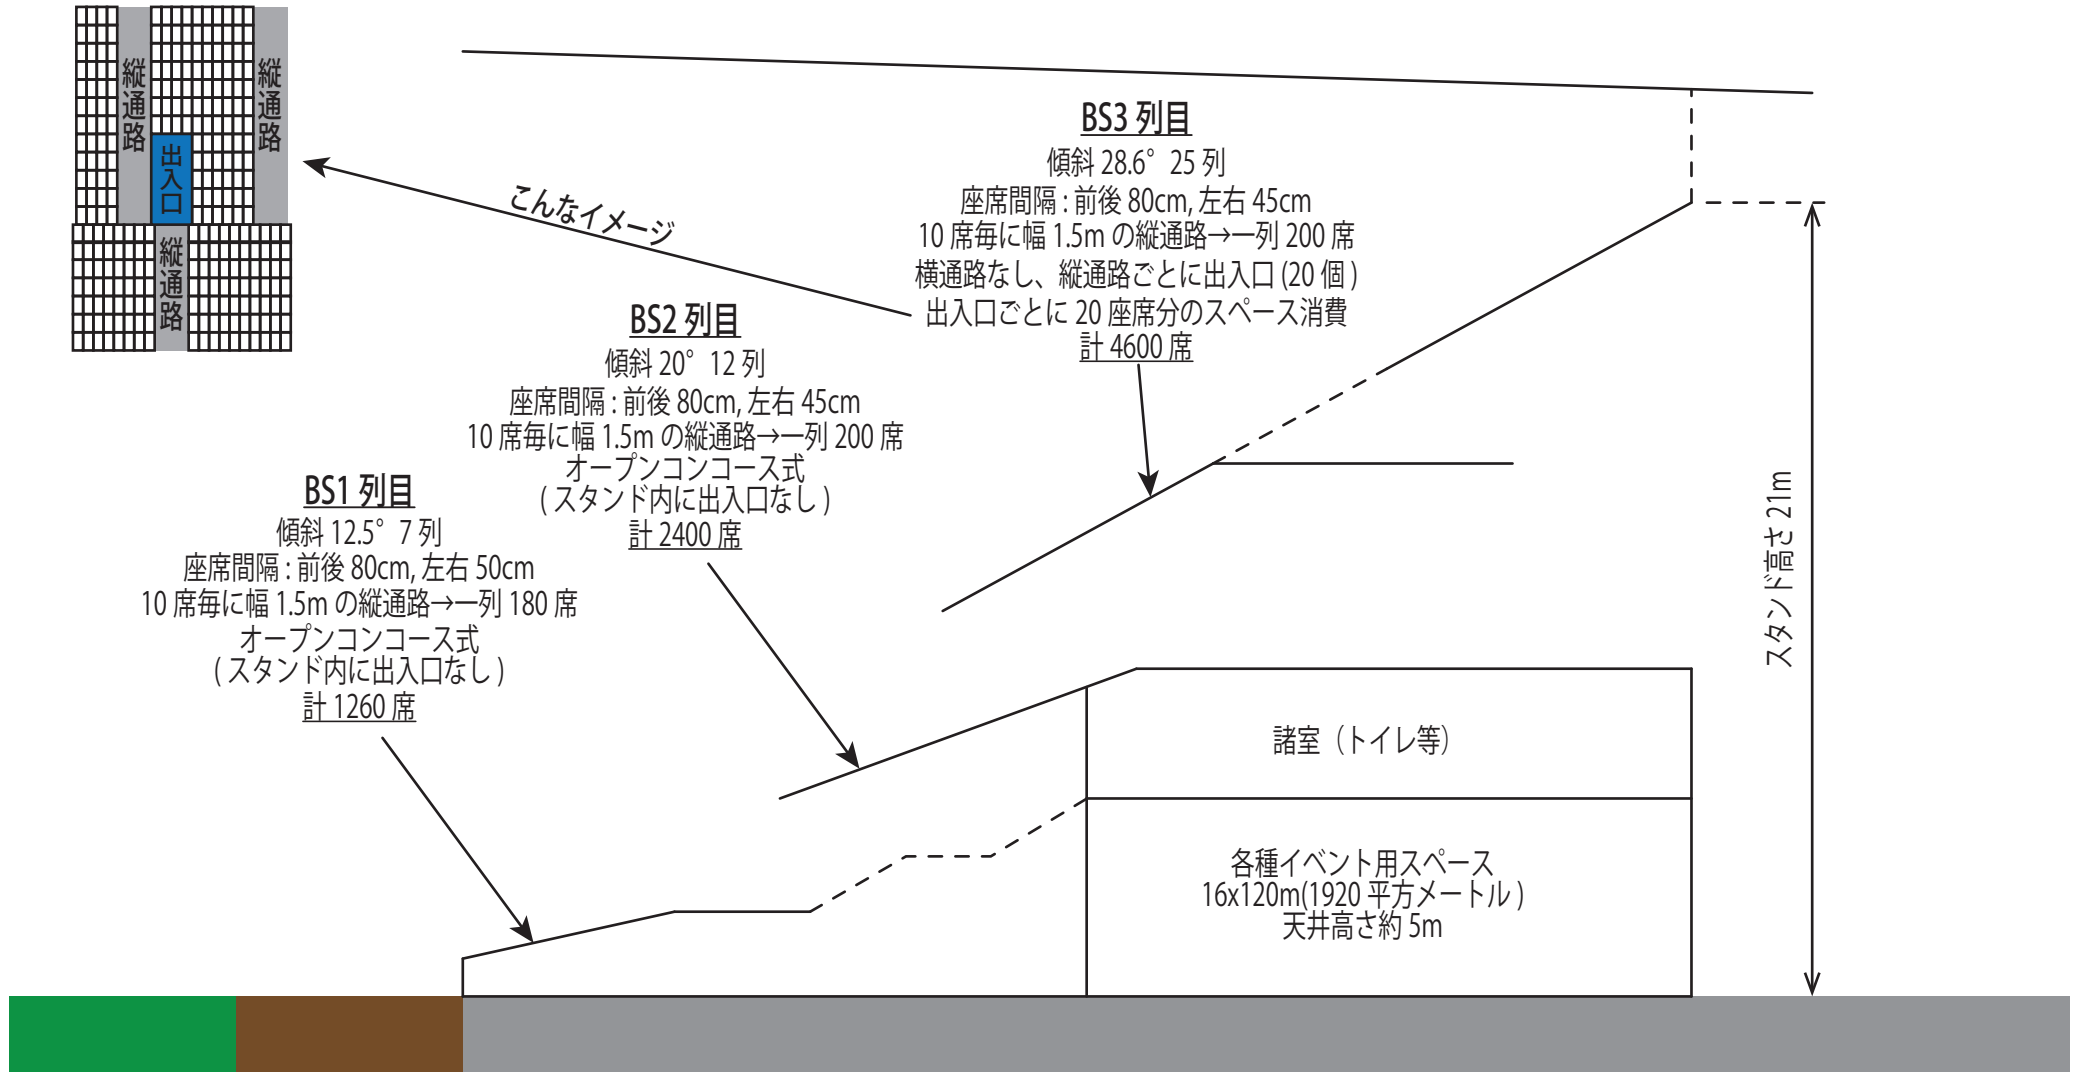 縦通路
縦通路
出入口
縦通路
こんなイメージ
BS3 列目
傾斜 28.6° 25 列
座席間隔 : 前後 80cm, 左右 45cm
10 席毎に幅 1.5m の縦通路→一列 200 席
横通路なし、縦通路ごとに出入口 (20 個 )
出入口ごとに 20 座席分のスペース消費
計 4600 席
BS2 列目
傾斜 20° 12 列
座席間隔 : 前後 80cm, 左右 45cm
10 席毎に幅 1.5m の縦通路→一列 200 席
オープンコンコース式
( スタンド内に出入口なし )
計 2400 席
BS1 列目
傾斜 12.5° 7 列
座席間隔 : 前後 80cm, 左右 50cm
10 席毎に幅 1.5m の縦通路→一列 180 席
オープンコンコース式
( スタンド内に出入口なし )
計 1260 席
スタンド高さ 21m
諸室（トイレ等）
各種イベント用スペース
16x120m(1920 平方メートル )
天井高さ約 5m